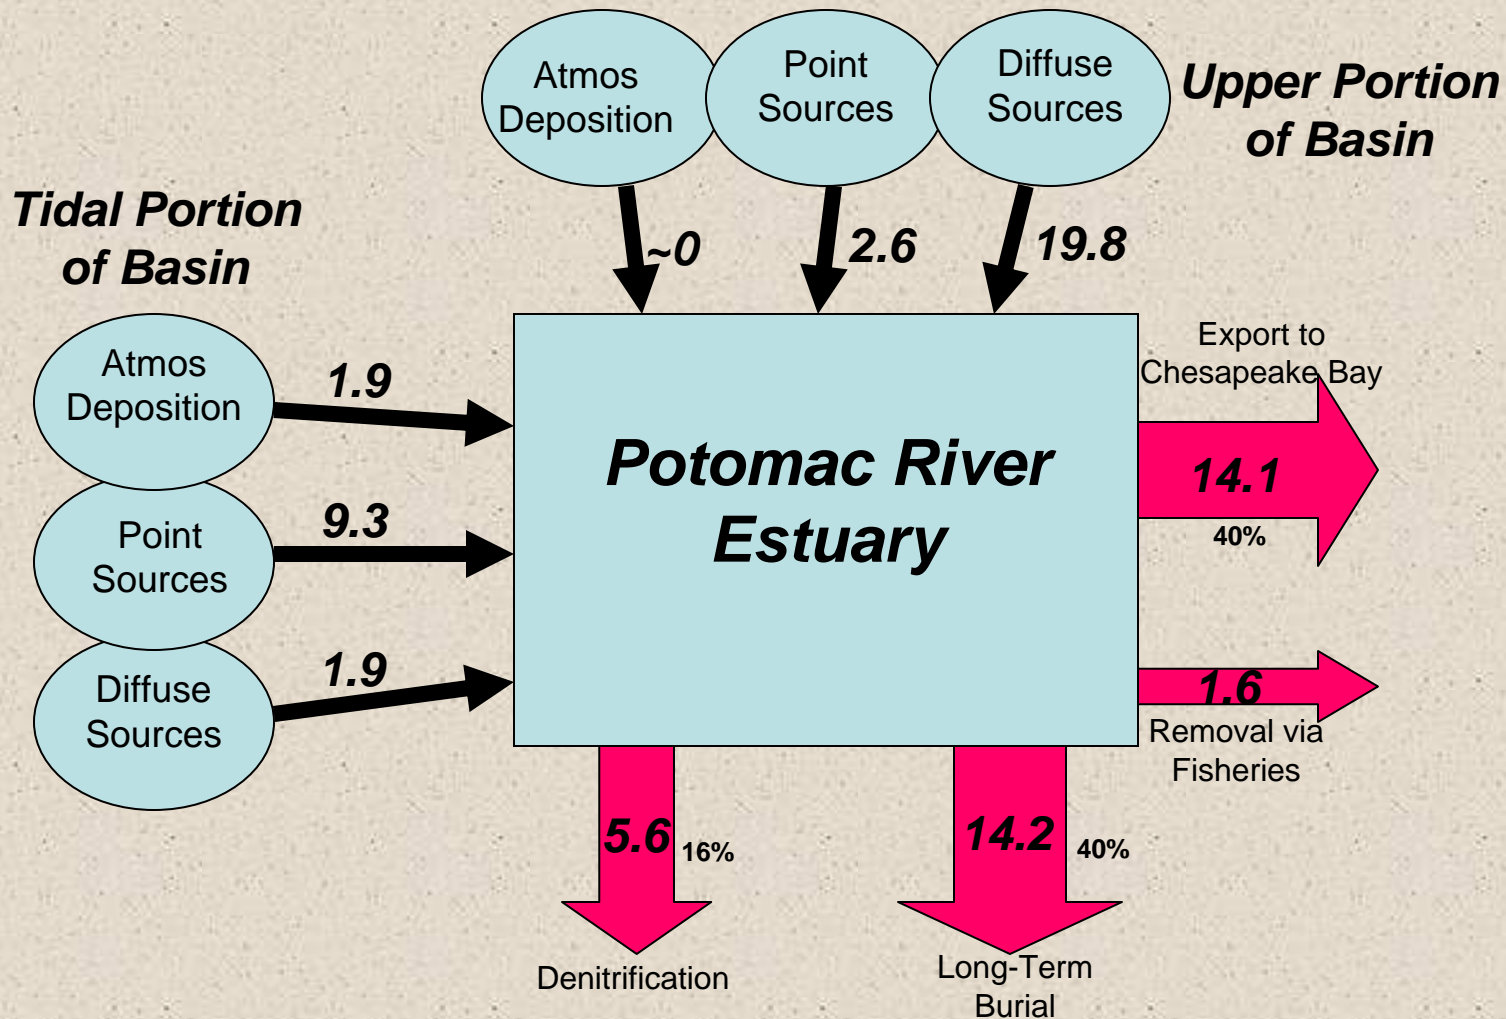 Atmos
Deposition
Point
Sources
Diffuse
Sources
Upper Portion
of Basin
Tidal Portion
of Basin
~0
2.6
19.8
Atmos
Deposition
1.9
Point
Sources
9.3
Diffuse
Sources
1.9
Potomac River
Estuary
Export to
Chesapeake Bay
14.1
40%
1.6
Removal via
Fisheries
5.6
16%
14.2
40%
Denitrification
Long-Term
Burial